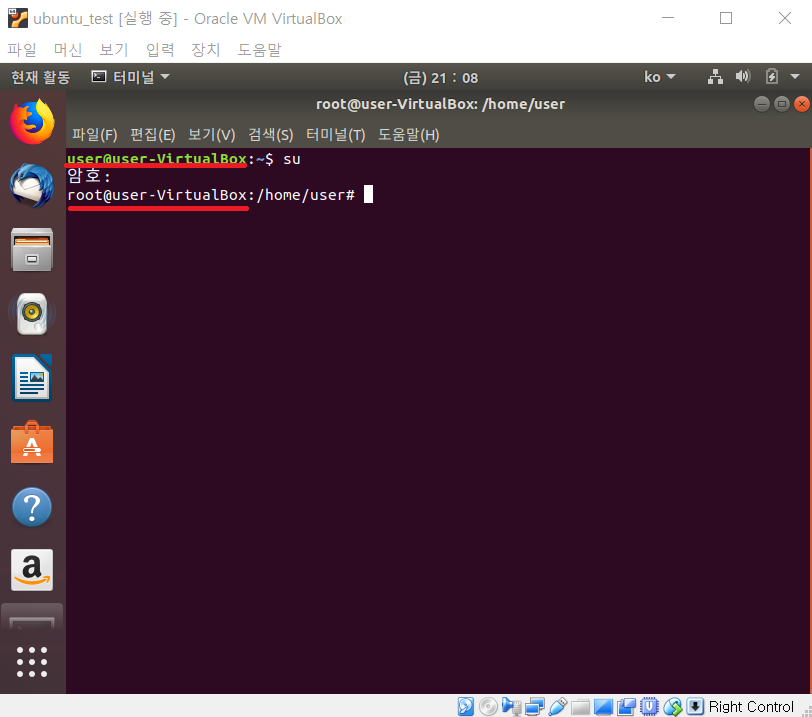 ubuntu_test [실행 중] - Oracle VM VirtualBox
파일 머신 보기 입력 장치 도움말
현재 활동 터미널 (금) 21 : 08 ko
root@user-VirtualBox: /home/user
파일(F) 편집(E) 보기(V) 검색(S) 터미널(T) 도움말(H)
user@user-VirtualBox:~$ su
암호:
root@user-VirtualBox:/home/user#
Right Control